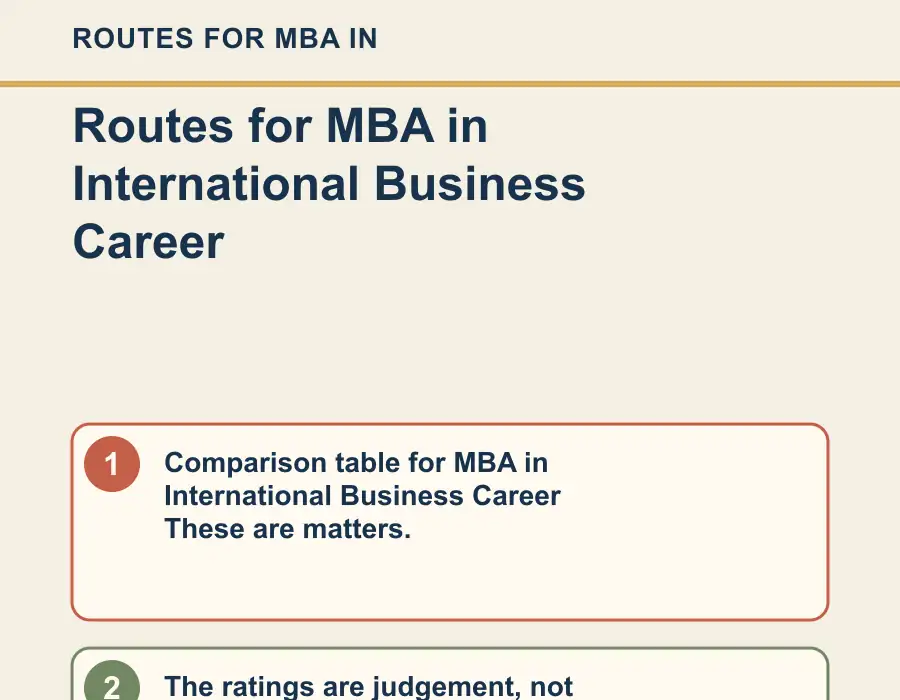 ROUTES FOR MBA IN
Routes for MBA in
International Business
Career
1
Comparison table for MBA in
International Business Career
These are matters.
2
The ratings are judgement, not